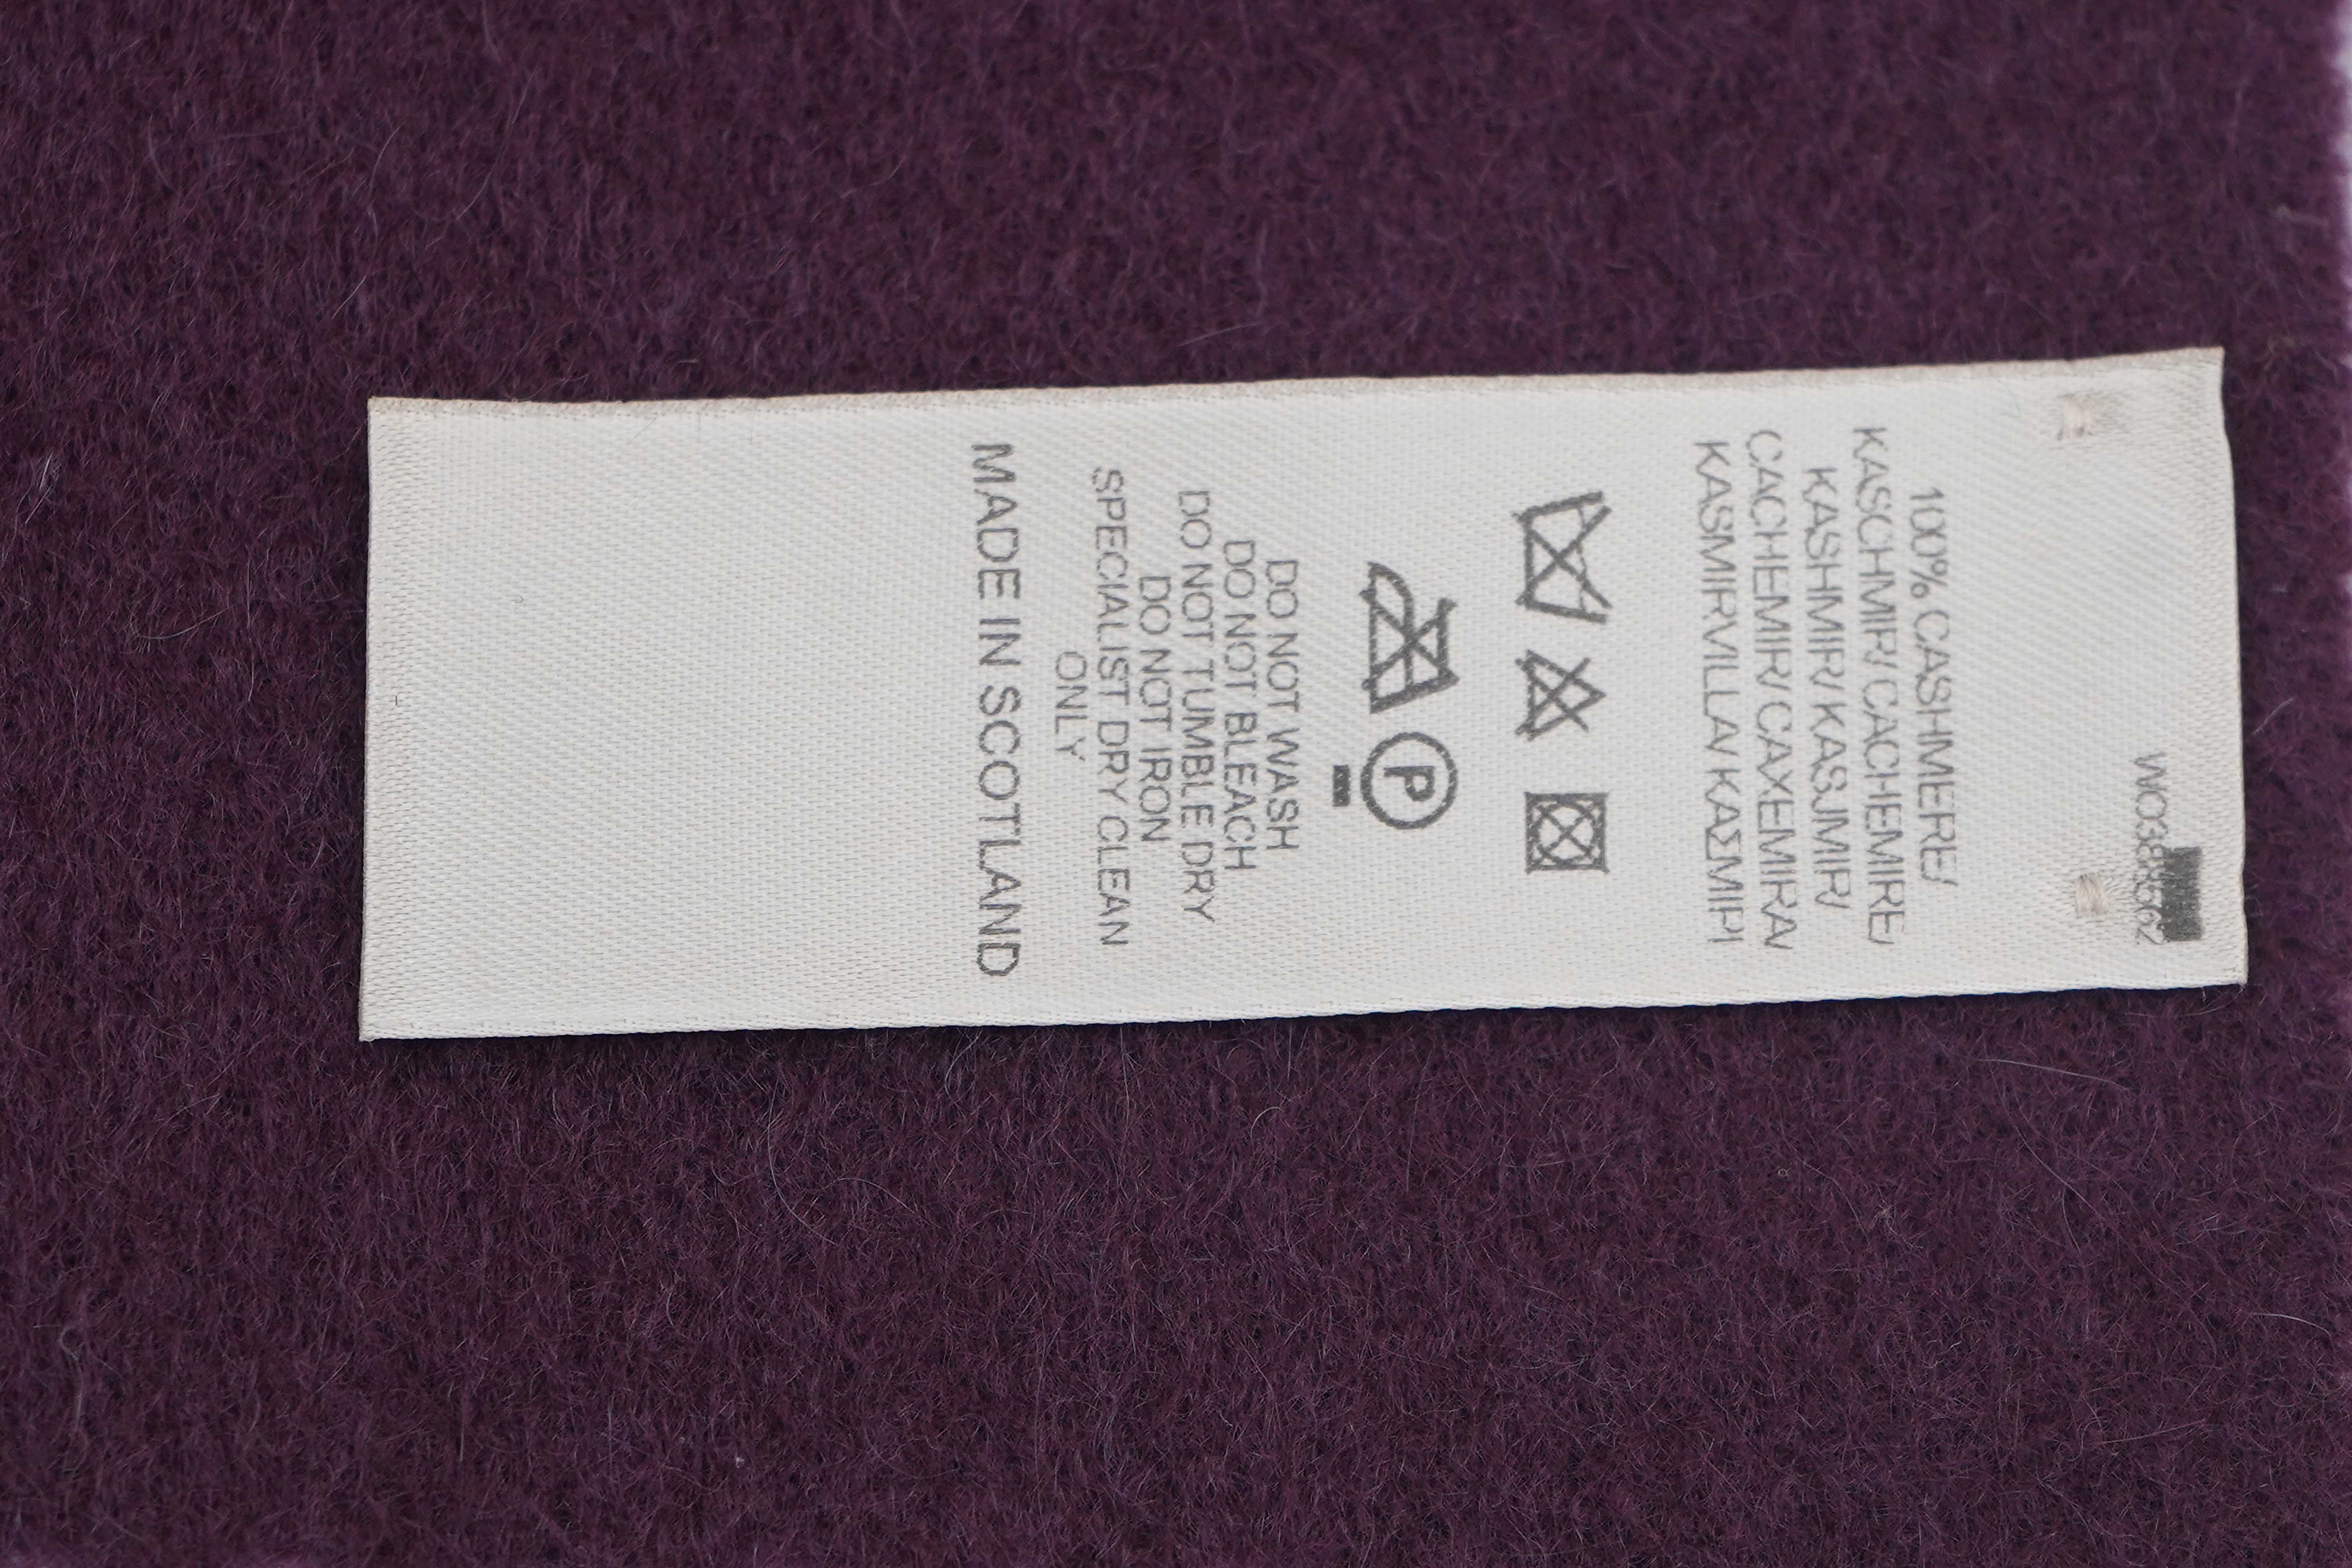 100% CASHMERE/
KASCHMIR/ CACHEMIRE/
KASHMIR/ KASJMIR/
CACHEMIR/ CAXEMIRA/
KASMIRVILLA/ ΚΑΣΜΙΡΙ
P
DO NOT WASH
DO NOT BLEACH
DO NOT TUMBLE DRY
DO NOT IRON
SPECIALIST DRY CLEAN
ONLY
MADE IN SCOTLAND